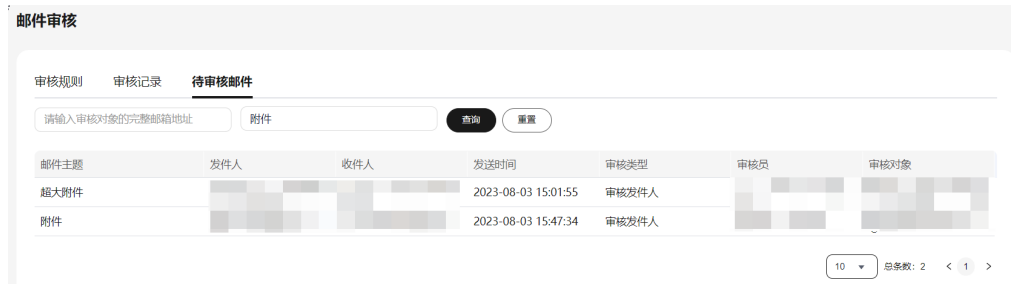 邮件审核
审核规则 审核记录 待审核邮件
请输入审核对象的完整邮箱地址 附件 查询 重置
邮件主题 发件人 收件人 发送时间 审核类型 审核员 审核对象
超大附件 2023-08-03 15:01:55 审核发件人
附件 2023-08-03 15:47:34 审核发件人
10 总条数: 2 < 1 >